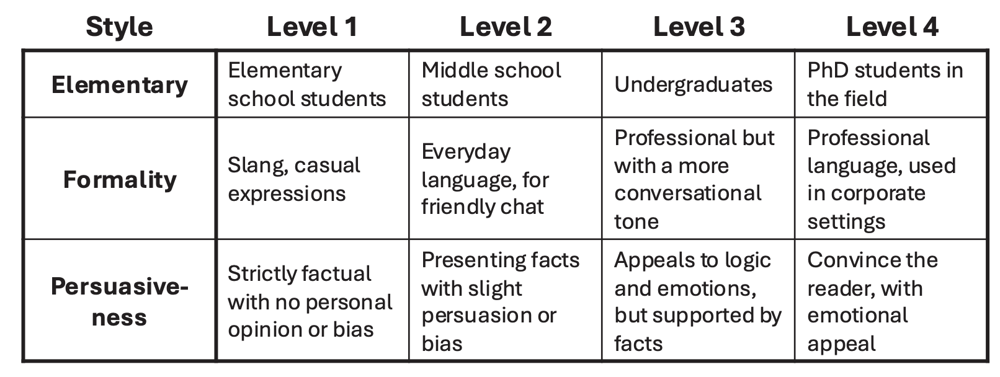 Style Level 1 Level 2 Level 3 Level 4
Elementary
Elementary
school students
Middle school
students
Undergraduates
PhD students in
the field
Formality
Slang, casual
expressions
Everyday
language, for
friendly chat
Professional but
with a more
conversational
tone
Professional
language, used
in corporate
settings
Persuasive-
ness
Strictly factual
with no personal
opinion or bias
Presenting facts
with slight
persuasion or
bias
Appeals to logic
and emotions,
but supported by
facts
Convince the
reader, with
emotional
appeal